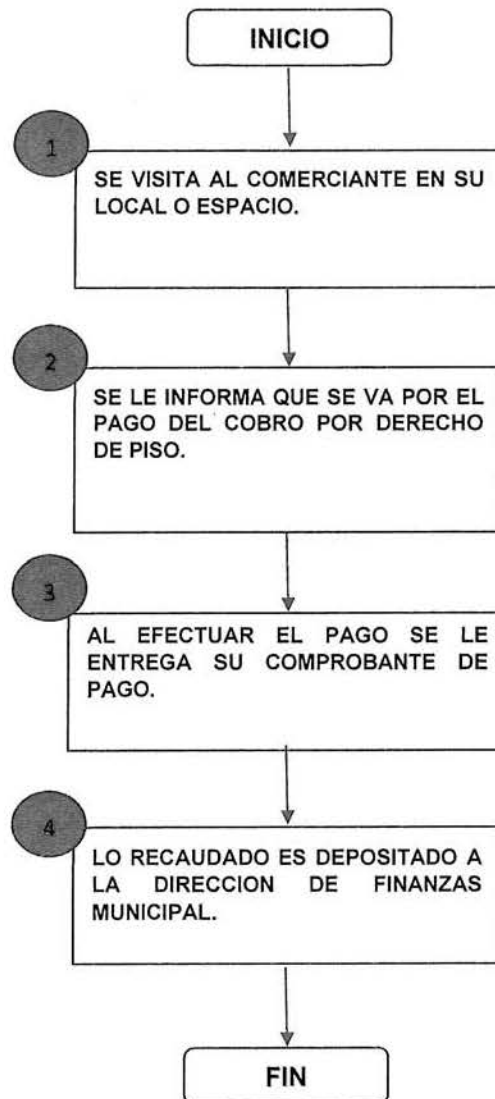 INICIO
1
SE VISITA AL COMERCIANTE EN SU
LOCAL O ESPACIO.
2
SE LE INFORMA QUE SE VA POR EL
PAGO DEL COBRO POR DERECHO
DE PISO.
3
AL EFECTUAR EL PAGO SE LE
ENTREGA SU COMPROBANTE DE
PAGO.
4
LO RECAUDADO ES DEPOSITADO A
LA DIRECCION DE FINANZAS
MUNICIPAL.
FIN